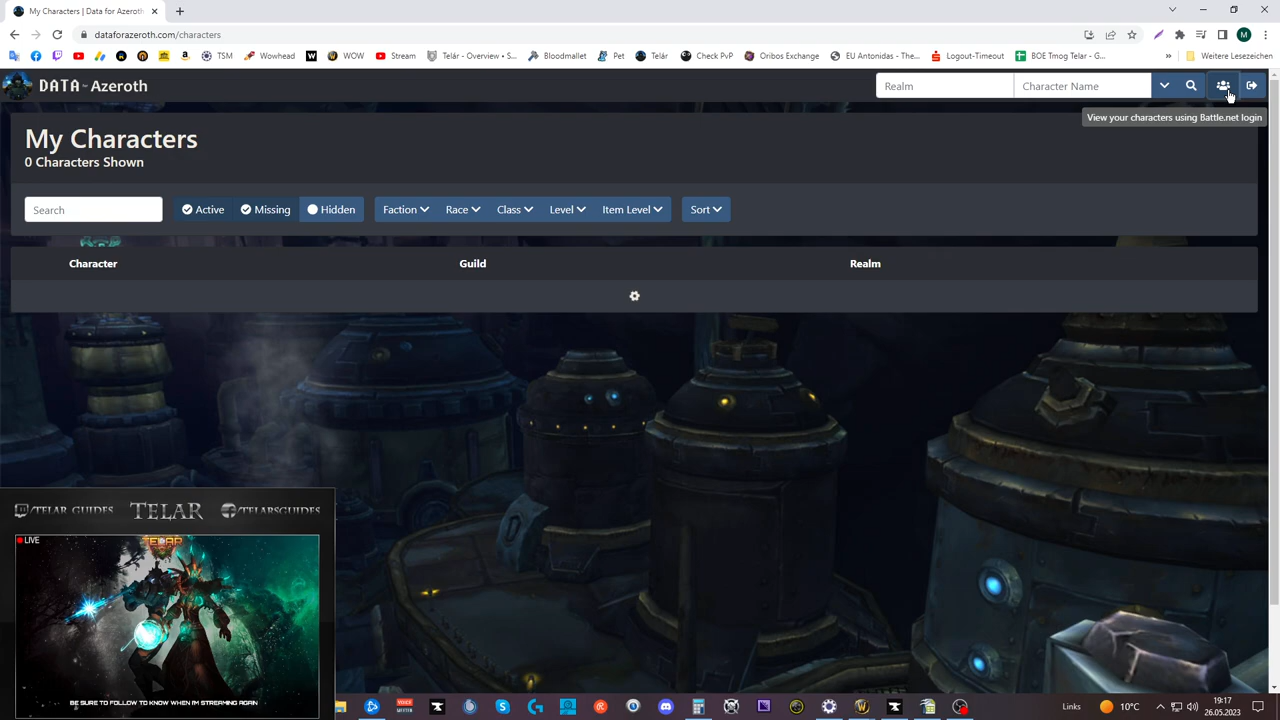 My Characters | Data for Azeroth
dataforazeroth.com/characters
TSM
Wowhead
WOW
Stream
Telár - Overview • S...
Bloodmallet
Pet
Telár
Check PvP
Oribos Exchange
EU Antonidas - The...
Logout-Timeout
BOE Tmog Telar - G...
»
Weitere Lesezeichen
DATA for Azeroth
Realm
Character Name
View your characters using Battle.net login
My Characters
0 Characters Shown
Search
Active
Missing
Hidden
Faction
Race
Class
Level
Item Level
Sort
Character
Guild
Realm
/TELAR GUIDES
TELAR
/TELARSGUIDES
LIVE
TELAR
BE SURE TO FOLLOW TO KNOW WHEN I'M STREAMING AGAIN
Links
10°C
19:17
26.05.2023